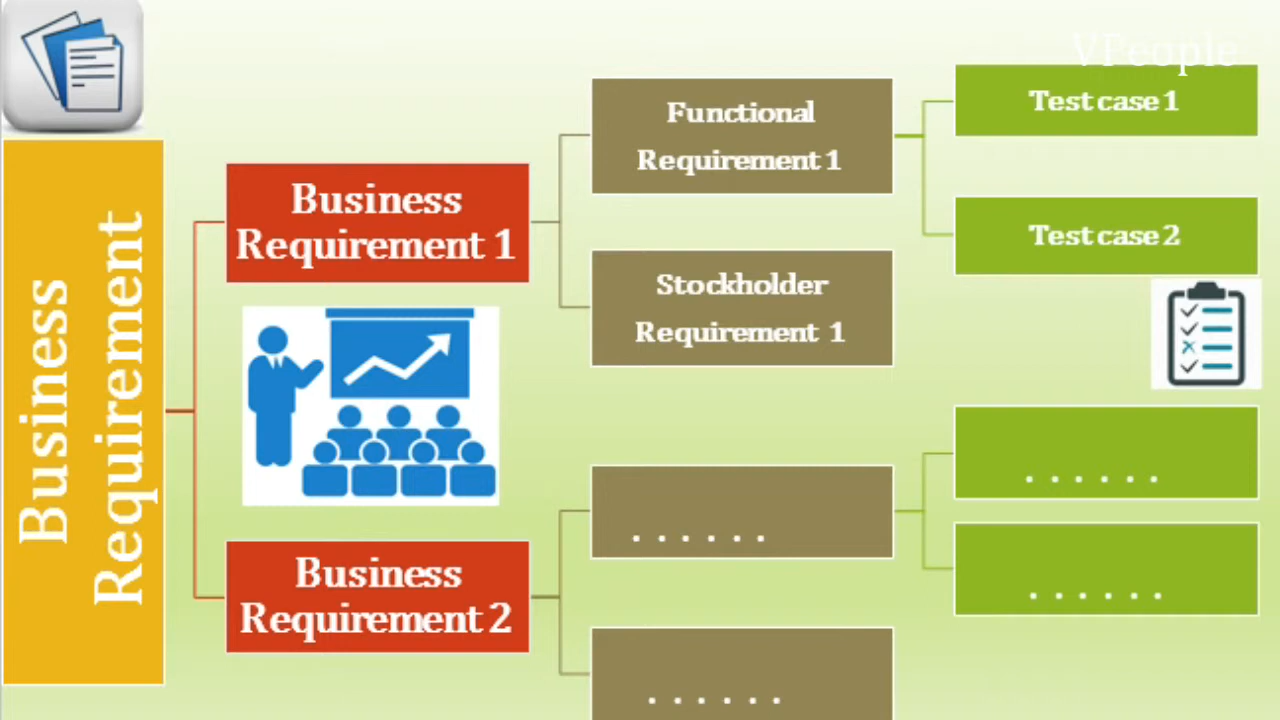 VPeople
Business
Requirement
Business
Requirement 1
Functional
Requirement 1
Test case 1
Test case 2
Stockholder
Requirement 1
Business
Requirement 2
. . . . . .
. . . . . .
. . . . . .
. . . . . .